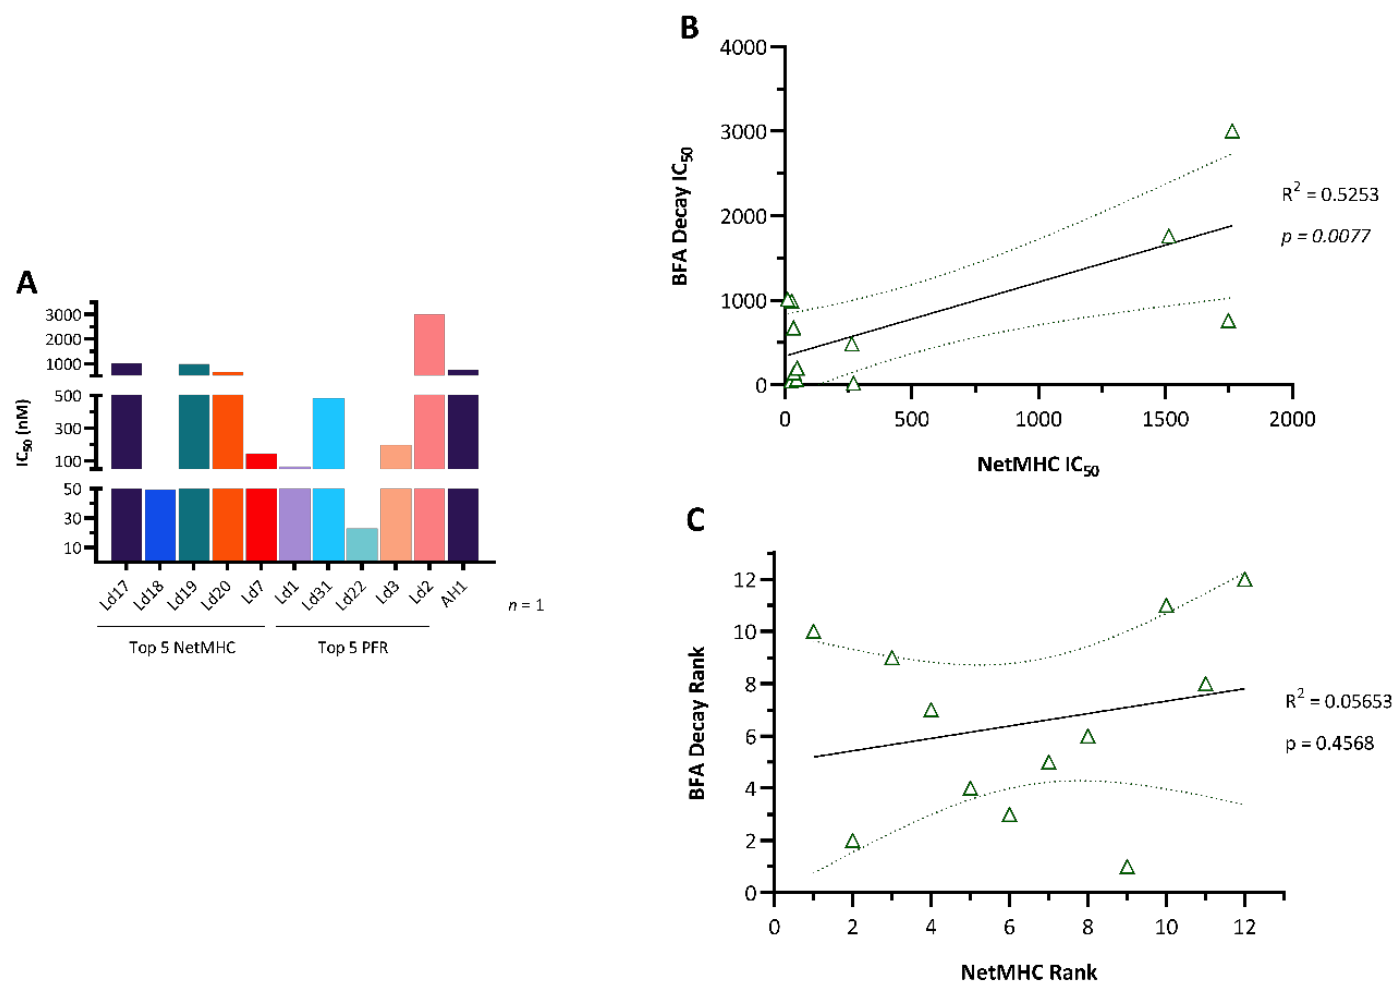 A
IC50 (nM)
3000
2000
1000
500
300
100
50
30
10
Ld17
Ld18
Ld19
Ld20
Ld7
Ld1
Ld31
Ld22
Ld3
Ld2
AH1
n = 1
Top 5 NetMHC
Top 5 PFR
B
BFA Decay IC50
4000
3000
2000
1000
0
0
500
1000
1500
2000
NetMHC IC50
R2 = 0.5253
p = 0.0077
C
BFA Decay Rank
12
10
8
6
4
2
0
0
2
4
6
8
10
12
NetMHC Rank
R2 = 0.05653
p = 0.4568